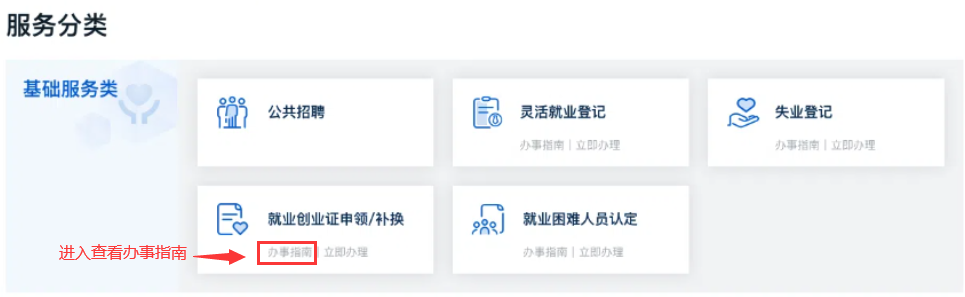 服务分类
基础服务类
公共招聘
灵活就业登记
办事指南 | 立即办理
失业登记
办事指南 | 立即办理
就业创业证申领/补换
办事指南 | 立即办理
就业困难人员认定
办事指南 | 立即办理
进入查看办事指南